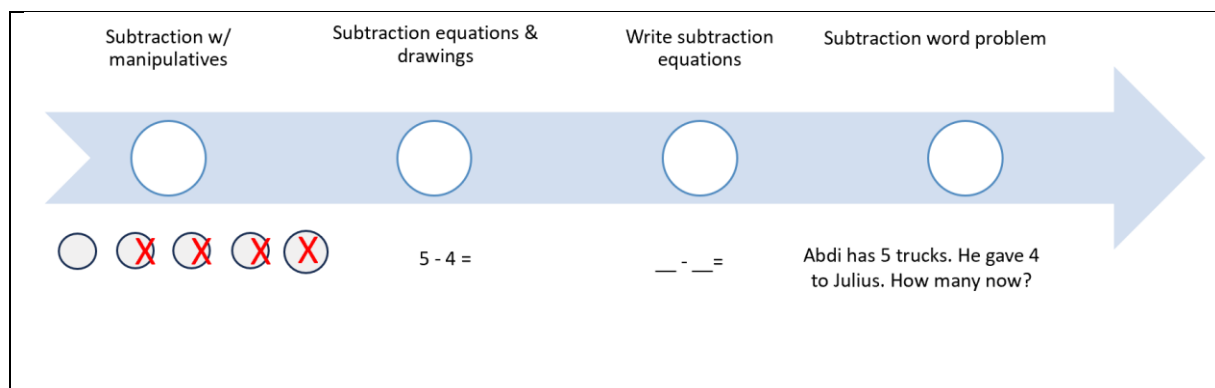 Subtraction w/
manipulatives
Subtraction equations &
drawings
Write subtraction
equations
Subtraction word problem
X X X X
5 - 4 =
__ - __=
Abdi has 5 trucks. He gave 4
to Julius. How many now?